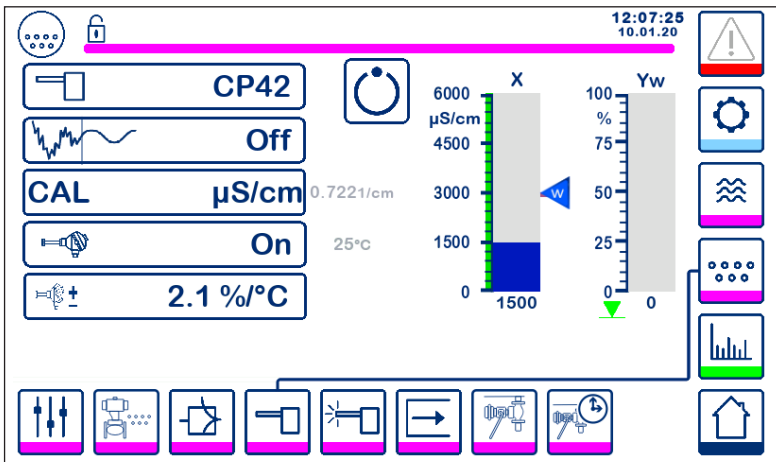 12:07:25
10.01.20
CP42
Off
CAL µS/cm 0.7221/cm
On 25°C
2.1 %/°C
X
6000
µS/cm
4500
3000
1500
0
1500
W
Yw
100
%
75
50
25
0
0